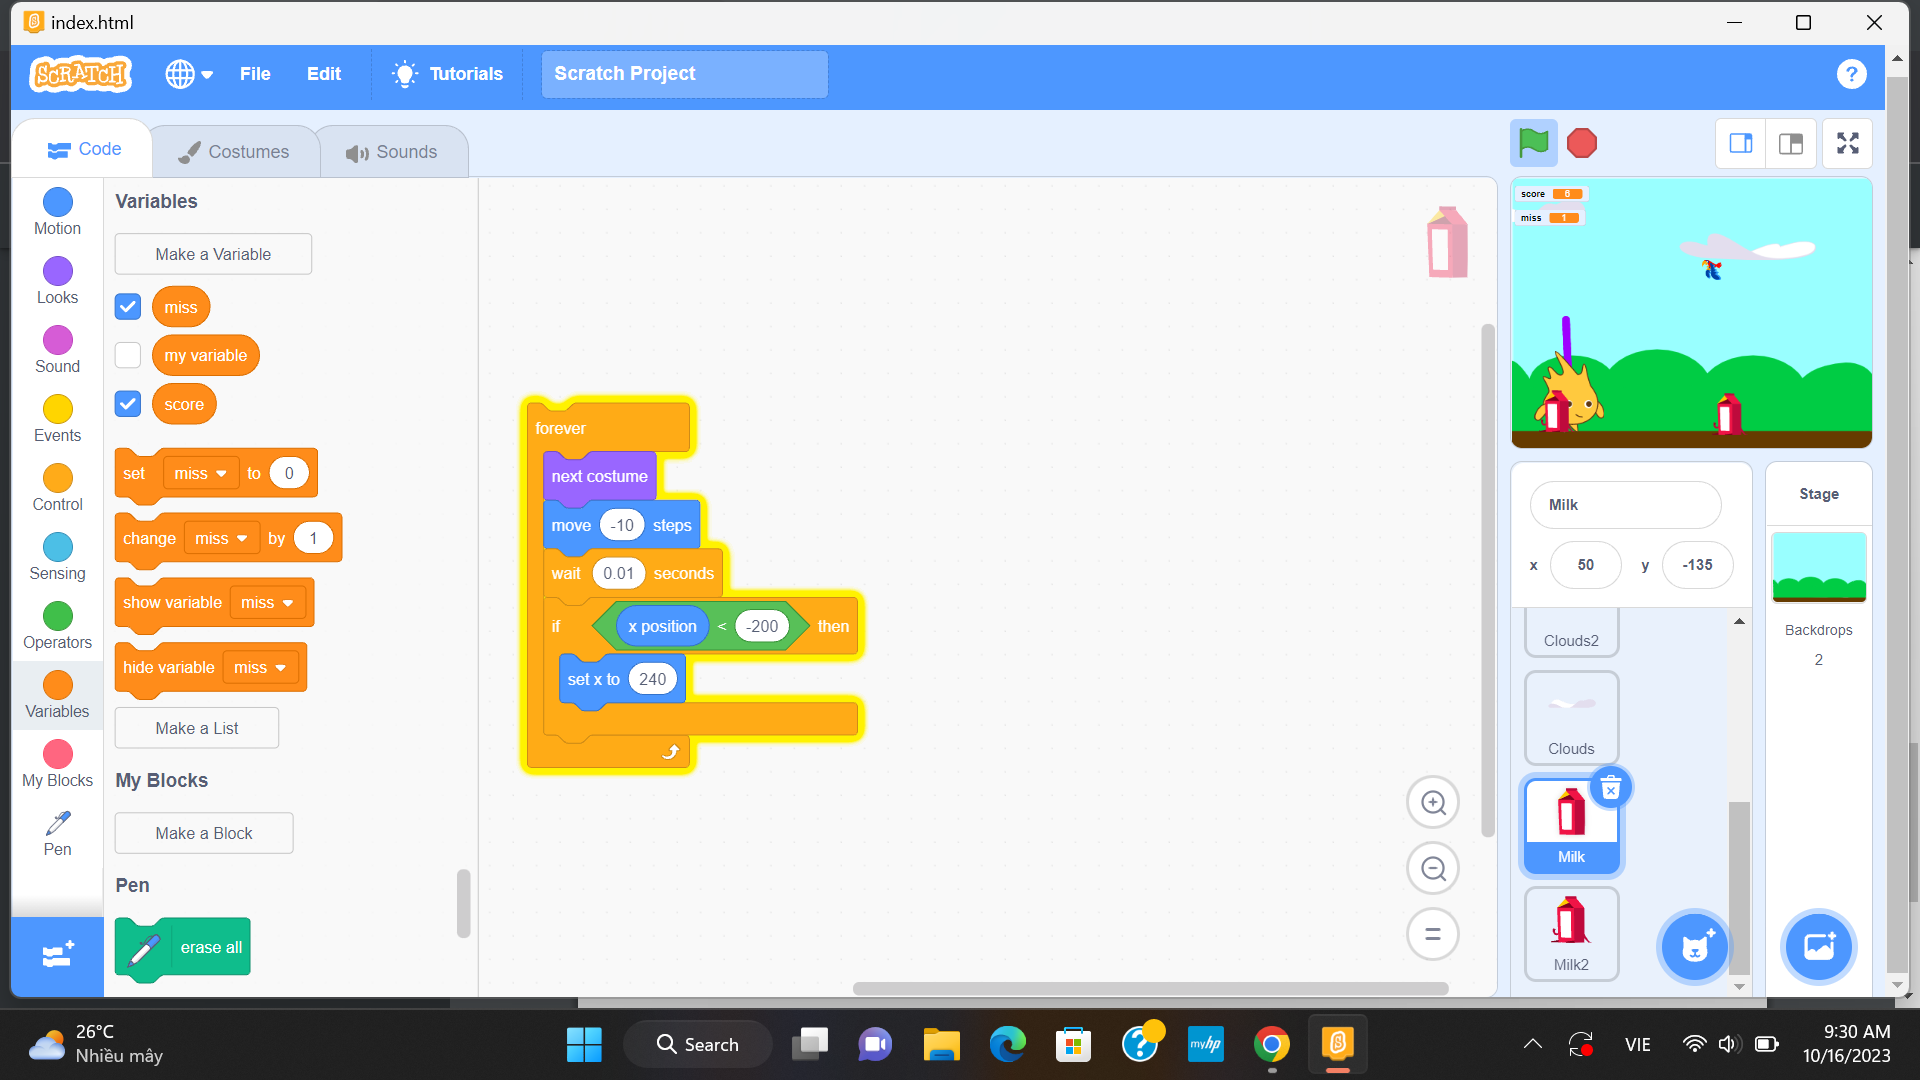 index.html
SCRATCH
File
Edit
Tutorials
Scratch Project
?
Code
Costumes
Sounds
Motion
Looks
Sound
Events
Control
Sensing
Operators
Variables
My Blocks
Pen
Variables
Make a Variable
miss
my variable
score
set miss to 0
change miss by 1
show variable miss
hide variable miss
Make a List
My Blocks
Make a Block
Pen
erase all
forever
next costume
move -10 steps
wait 0.01 seconds
if x position < -200 then
set x to 240
score 6
miss 1
Milk
x 50 y -135
Clouds2
Clouds
Milk
Milk2
Stage
Backdrops
2
26°C
Nhiều mây
Search
?
myhp
VIE
9:30 AM
10/16/2023